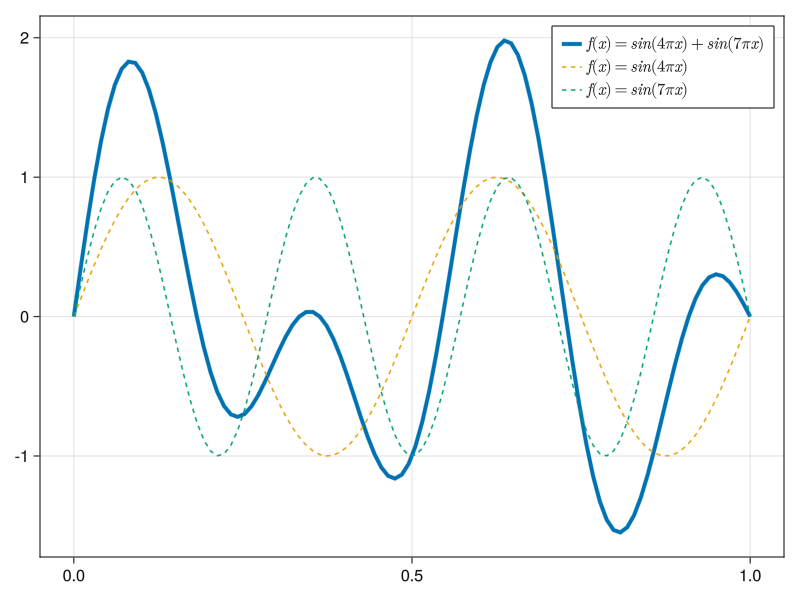 2
1
0
-1
0.0
0.5
1.0
f(x) = sin(4πx) + sin(7πx)
f(x) = sin(4πx)
f(x) = sin(7πx)